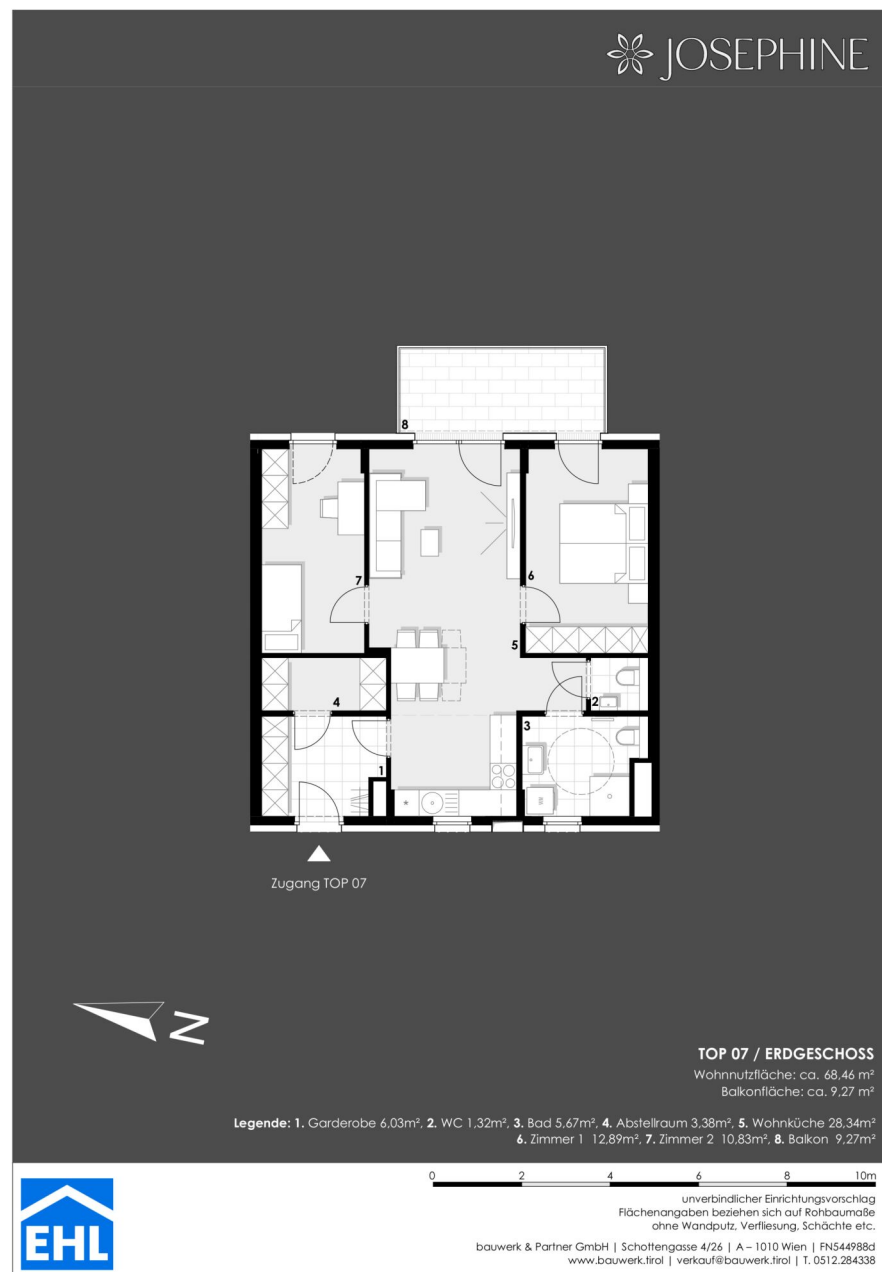 JOSEPHINE
8
7
6
5
4
2
3
1
Zugang TOP 07
N
TOP 07 / ERDGESCHOSS
Wohnnutzfläche: ca. 68,46 m²
Balkonfläche: ca. 9,27 m²
Legende: 1. Garderobe 6,03m², 2. WC 1,32m², 3. Bad 5,67m², 4. Abstellraum 3,38m², 5. Wohnküche 28,34m²
6. Zimmer 1 12,89m², 7. Zimmer 2 10,83m², 8. Balkon 9,27m²
0 2 4 6 8 10m
unverbindlicher Einrichtungsvorschlag
Flächenangaben beziehen sich auf Rohbaumaße
ohne Wandputz, Verfliesung, Schächte etc.
EHL
bauwerk & Partner GmbH | Schottengasse 4/26 | A – 1010 Wien | FN544988d
www.bauwerk.tirol | verkauf@bauwerk.tirol | T. 0512.284338